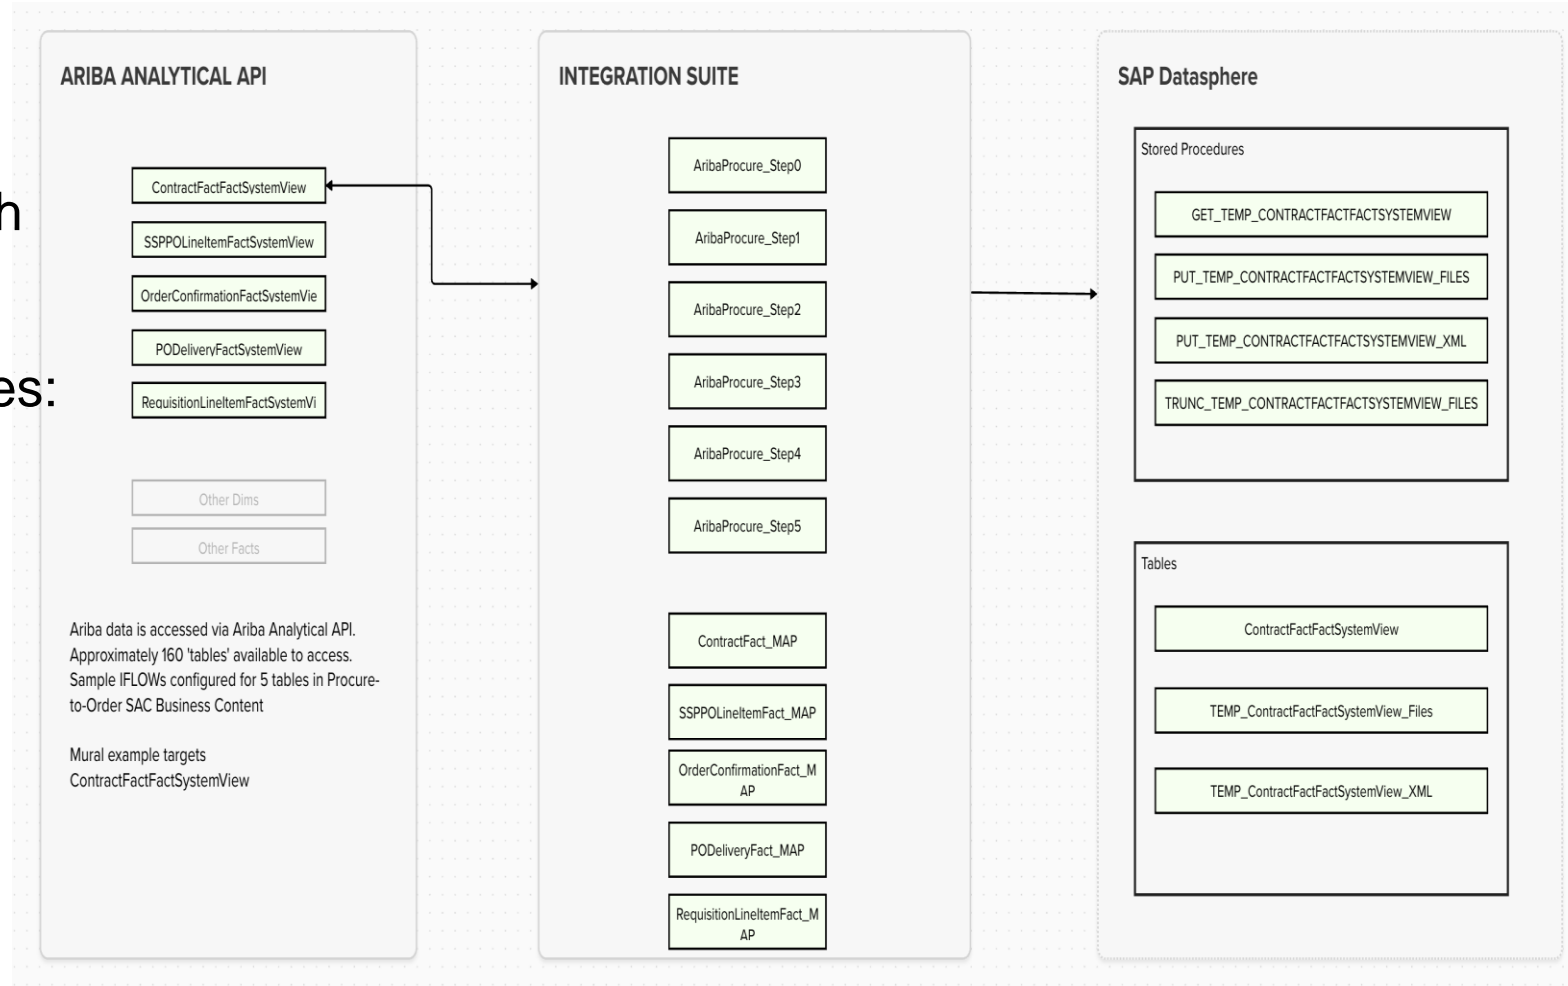 h
es:
ARIBA ANALYTICAL API
ContractFactFactSystemView
SSPPOLineItemFactSystemView
OrderConfirmationFactSystemVie
PODeliveryFactSystemView
RequisitionLineItemFactSystemVi
Other Dims
Other Facts
Ariba data is accessed via Ariba Analytical API.
Approximately 160 'tables' available to access.
Sample IFLOWs configured for 5 tables in Procure-
to-Order SAC Business Content
Mural example targets
ContractFactFactSystemView
INTEGRATION SUITE
AribaProcure_Step0
AribaProcure_Step1
AribaProcure_Step2
AribaProcure_Step3
AribaProcure_Step4
AribaProcure_Step5
ContractFact_MAP
SSPPOLineItemFact_MAP
OrderConfirmationFact_M
AP
PODeliveryFact_MAP
RequisitionLineItemFact_M
AP
SAP Datasphere
Stored Procedures
GET_TEMP_CONTRACTFACTFACTSYSTEMVIEW
PUT_TEMP_CONTRACTFACTFACTSYSTEMVIEW_FILES
PUT_TEMP_CONTRACTFACTFACTSYSTEMVIEW_XML
TRUNC_TEMP_CONTRACTFACTFACTSYSTEMVIEW_FILES
Tables
ContractFactFactSystemView
TEMP_ContractFactFactSystemView_Files
TEMP_ContractFactFactSystemView_XML